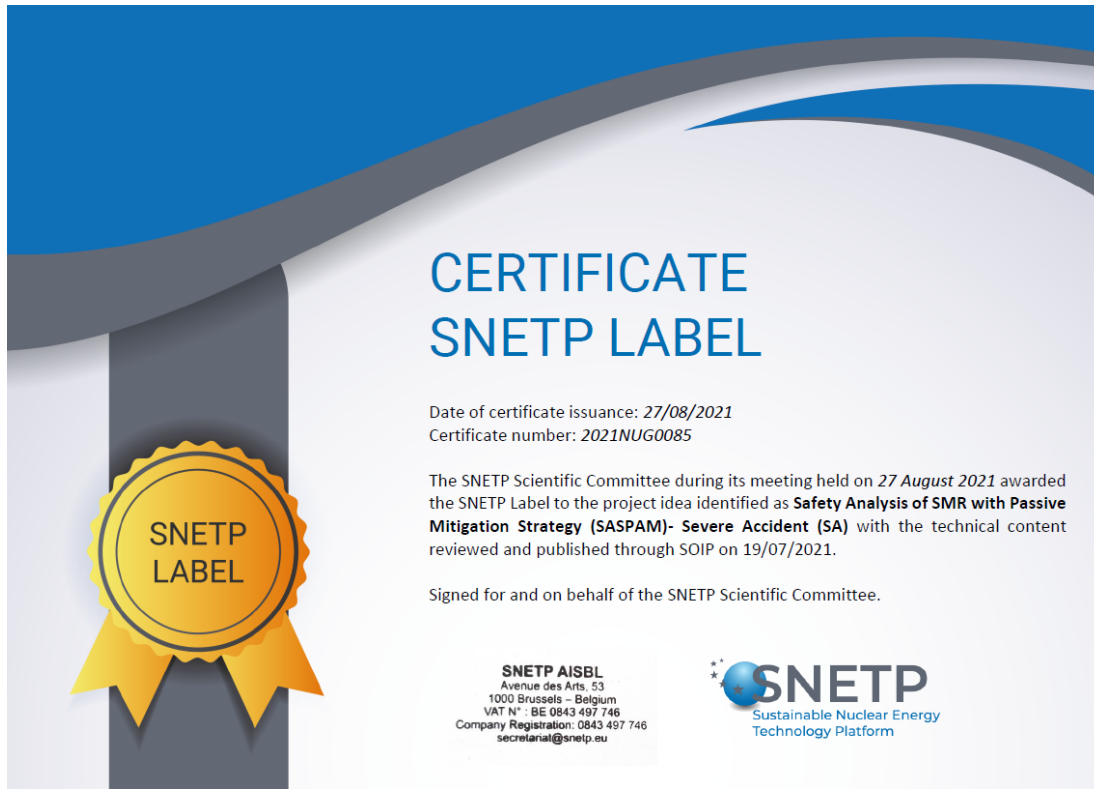 CERTIFICATE
SNETP LABEL
Date of certificate issuance: 27/08/2021
Certificate number: 2021NUG0085
The SNETP Scientific Committee during its meeting held on 27 August 2021 awarded
the SNETP Label to the project idea identified as Safety Analysis of SMR with Passive
Mitigation Strategy (SASPAM)- Severe Accident (SA) with the technical content
reviewed and published through SOIP on 19/07/2021.
Signed for and on behalf of the SNETP Scientific Committee.
SNETP
LABEL
SNETP AISBL
Avenue des Arts, 53
1000 Brussels – Belgium
VAT N° : BE 0843 497 746
Company Registration: 0843 497 746
secretariat@snetp.eu
SNETP
Sustainable Nuclear Energy
Technology Platform